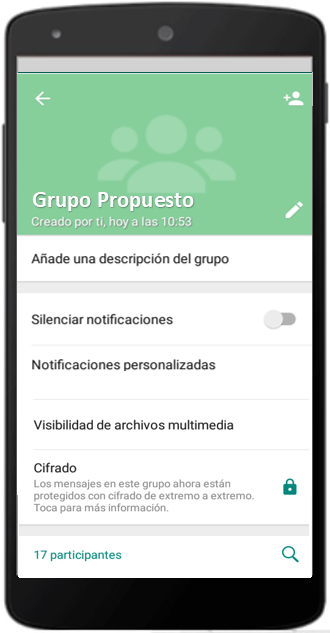 Grupo Propuesto
Creado por ti, hoy a las 10:53
Añade una descripción del grupo
Silenciar notificaciones
Notificaciones personalizadas
Visibilidad de archivos multimedia
Cifrado
Los mensajes en este grupo ahora están
protegidos con cifrado de extremo a extremo.
Toca para más información.
17 participantes